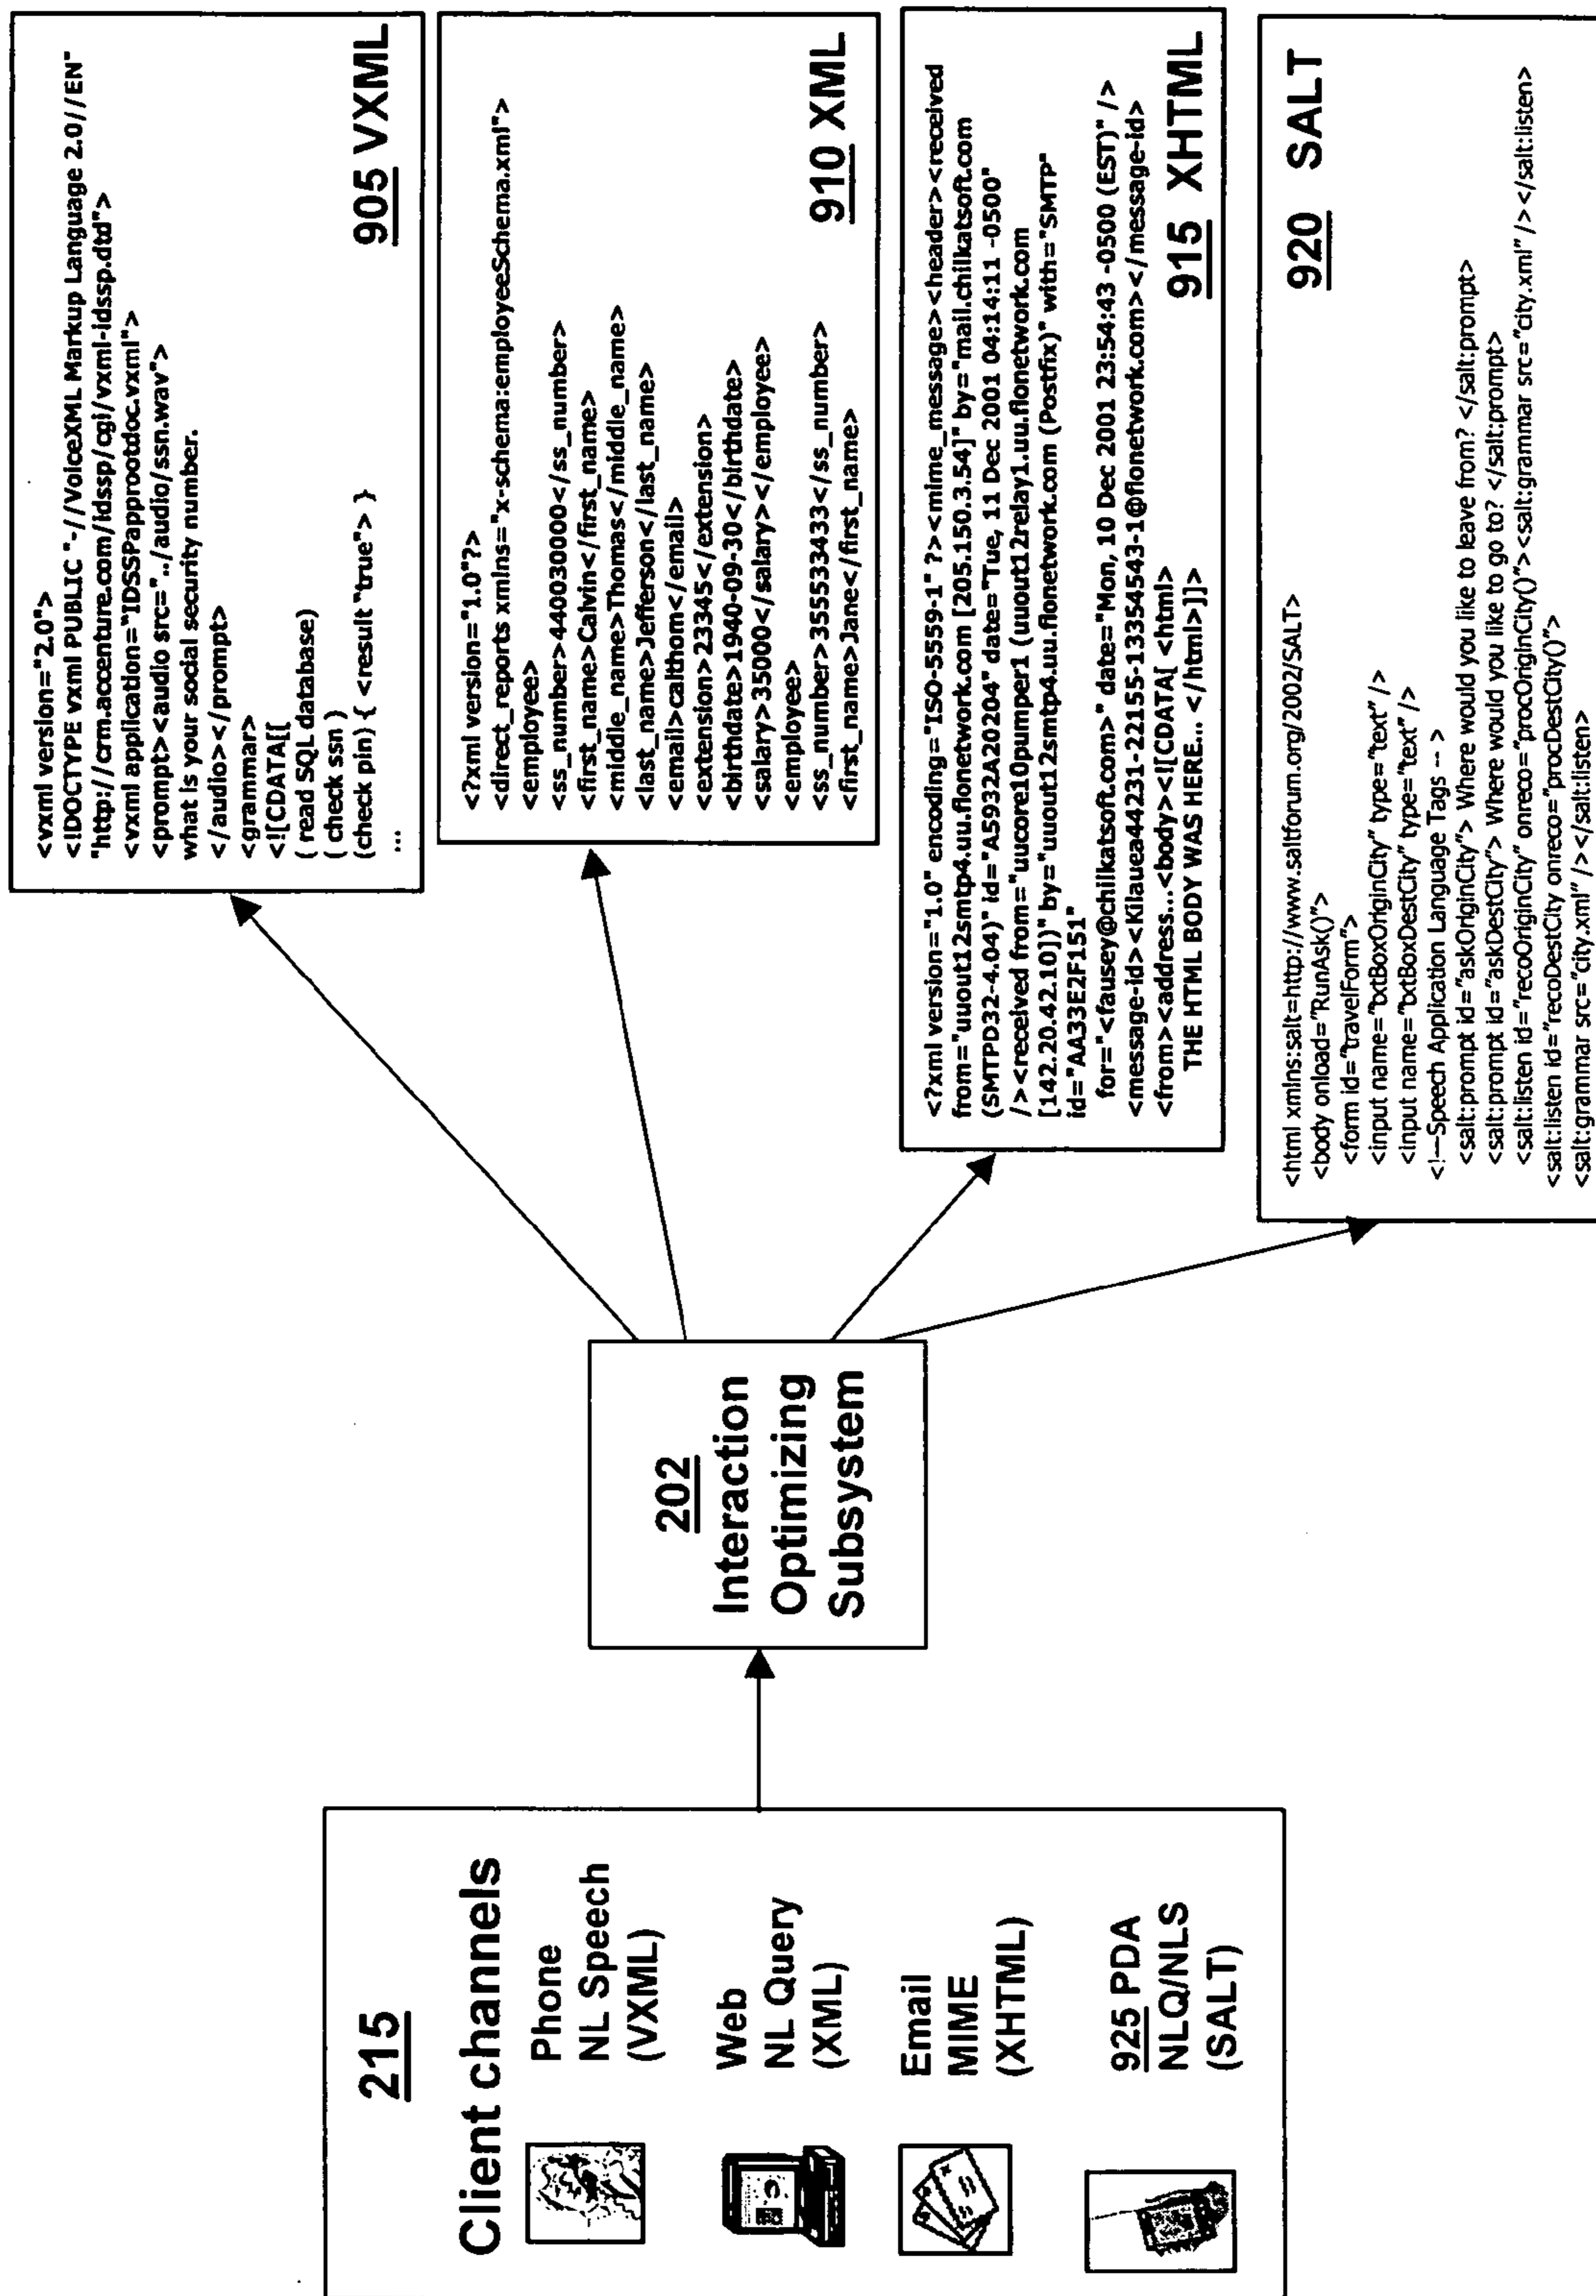 215
Client channels
Phone
NL Speech
(VXML)
Web
NL Query
(XML)
Email
MIME
(XHTML)
925 PDA
NLQ/NLS
(SALT)
202
Interaction
Optimizing
Subsystem
<vxml version="2.0">
<!DOCTYPE vxml PUBLIC "-//VoiceXML Markup Language 2.0//EN"
"http://crm.accenture.com/idssp/cgi/vxml-idssp.dtd">
<vxml application="IDSSPapprootdoc.vxml">
<prompt><audio src="../audio/ssn.wav">
what is your social security number.
</audio></prompt>
<grammar>
<![CDATA[[
( read SQL database)
( check ssn )
(check pin) { <result "true"> }
...
905 VXML
<?xml version="1.0"?>
<direct_reports xmlns="x-schema:employeeSchema.xml">
<employee>
<ss_number>440030000</ss_number>
<first_name>Calvin</first_name>
<middle_name>Thomas</middle_name>
<last_name>Jefferson</last_name>
<email>calthom</email>
<extension>23345</extension>
<birthdate>1940-09-30</birthdate>
<salary>35000</salary></employee>
<employee>
<ss_number>355533433</ss_number>
<first_name>Jane</first_name>
910 XML
<?xml version="1.0" encoding="ISO-5559-1" ?><mime_message><header><received
from="uuout12smtp4.uu.flonetwork.com [205.150.3.54]" by="mail.chilkatsoft.com
(SMTPD32-4.04)" id="A5932A20204" date="Tue, 11 Dec 2001 04:14:11 -0500"
/><received from="uucore10pumper1 (uuout12relay1.uu.flonetwork.com
[142.20.42.10])" by="uuout12smtp4.uu.flonetwork.com (Postfix)" with="SMTP"
id="AA33E2F151"
for="<fausey@chilkatsoft.com>" date="Mon, 10 Dec 2001 23:54:43 -0500 (EST)" />
<message-id><Kilauea44231-22155-13354543-1@flonetwork.com></message-id>
<from><address...<body><![CDATA[ <html>
THE HTML BODY WAS HERE... </html>]]>
915 XHTML
<html xmlns:salt=http://www.saltforum.org/2002/SALT>
<body onload="RunAsk()">
<form id="travelForm">
<input name="txtBoxOriginCity" type="text" />
<input name="txtBoxDestCity" type="text" />
<!—Speech Application Language Tags -- >
<salt:prompt id="askOriginCity"> Where would you like to leave from? </salt:prompt>
<salt:prompt id="askDestCity"> Where would you like to go to? </salt:prompt>
<salt:listen id="recoOriginCity" onreco="procOriginCity()"><salt:grammar src="city.xml" /></salt:listen>
<salt:listen id="recoDestCity onreco="procDestCity()">
<salt:grammar src="city.xml" /></salt:listen>
920 SALT